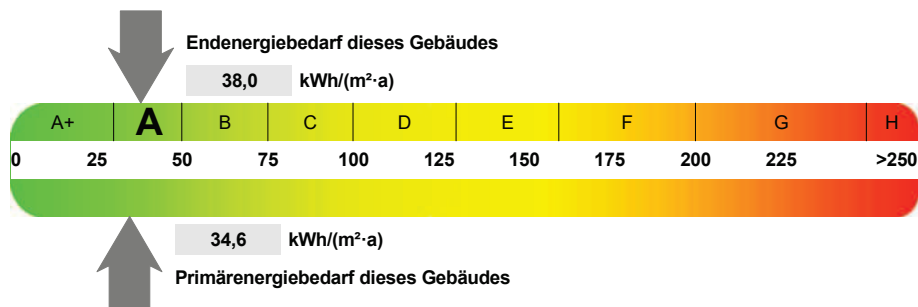 Endenergiebedarf dieses Gebäudes
38,0 kWh/(m²·a)
A+ A B C D E F G H
0 25 50 75 100 125 150 175 200 225 >250
34,6 kWh/(m²·a)
Primärenergiebedarf dieses Gebäudes